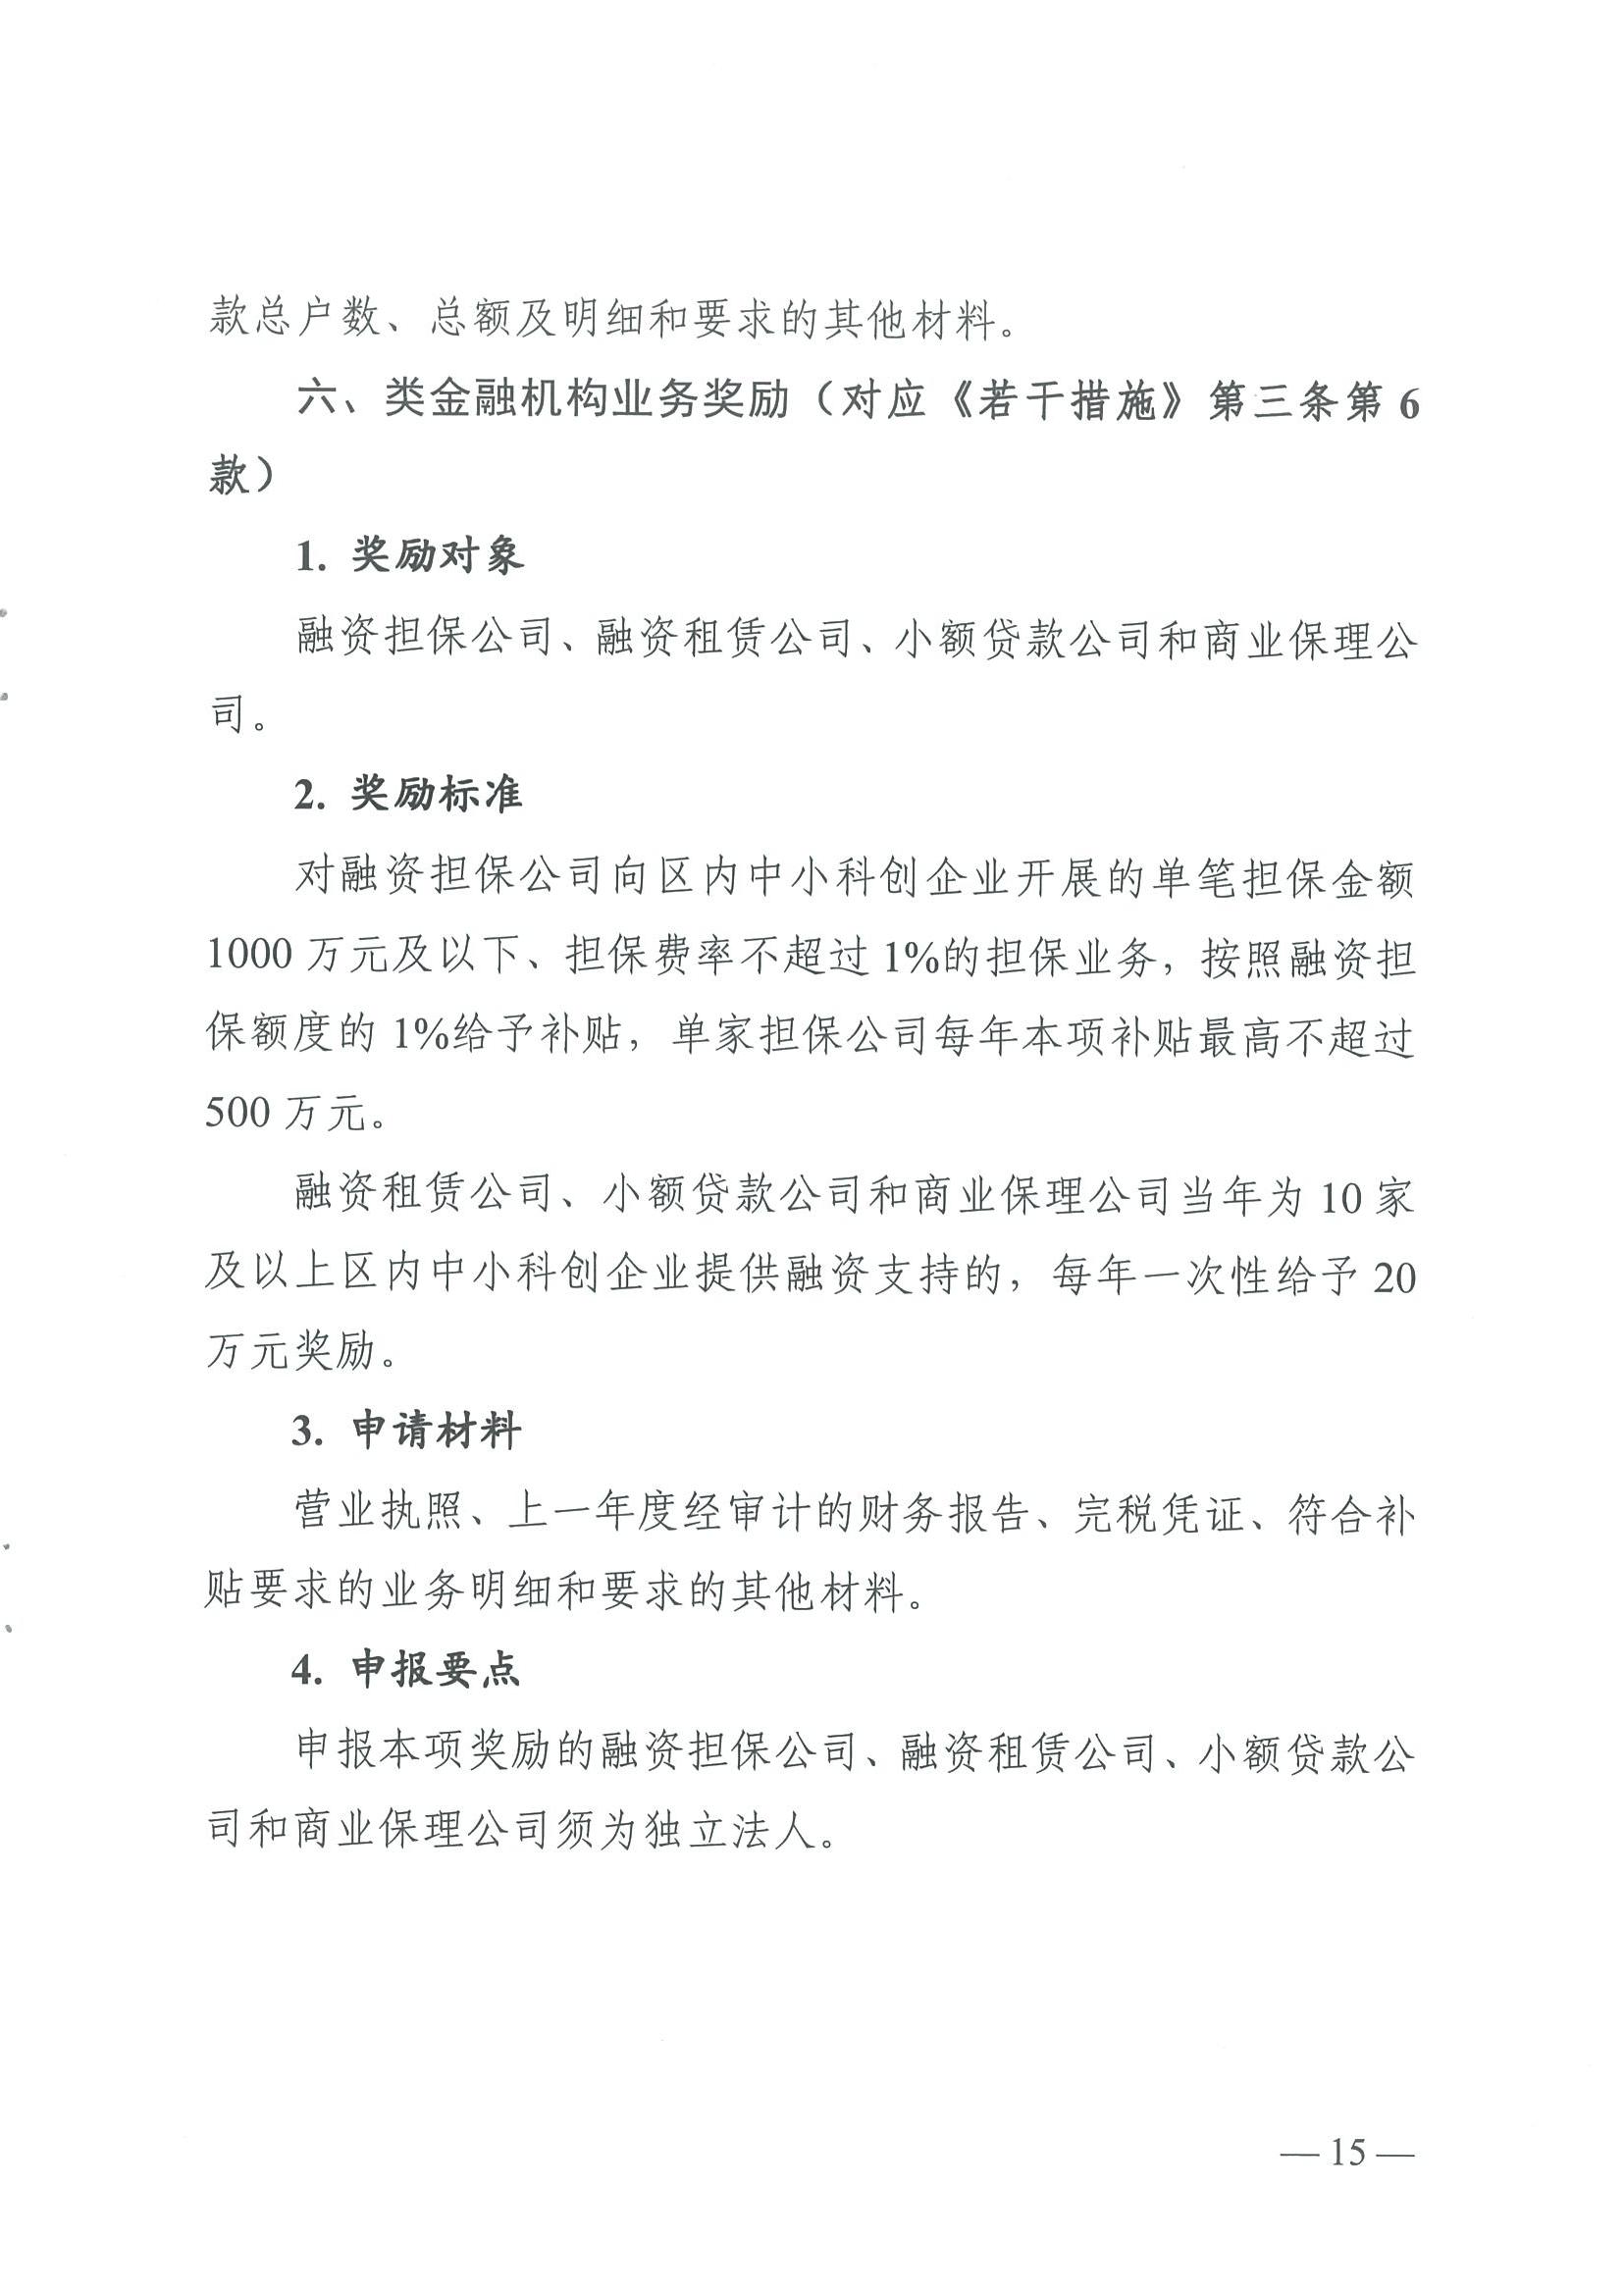 款总户数、总额及明细和要求的其他材料。
六、类金融机构业务奖励（对应《若干措施》第三条第6
款）
1. 奖励对象
融资担保公司、融资租赁公司、小额贷款公司和商业保理公
司。
2. 奖励标准
对融资担保公司向区内中小科创企业开展的单笔担保金额
1000 万元及以下、担保费率不超过 1%的担保业务，按照融资担
保额度的 1%给予补贴，单家担保公司每年本项补贴最高不超过
500 万元。
融资租赁公司、小额贷款公司和商业保理公司当年为 10 家
及以上区内中小科创企业提供融资支持的，每年一次性给予 20
万元奖励。
3. 申请材料
营业执照、上一年度经审计的财务报告、完税凭证、符合补
贴要求的业务明细和要求的其他材料。
4. 申报要点
申报本项奖励的融资担保公司、融资租赁公司、小额贷款公
司和商业保理公司须为独立法人。
— 15 —